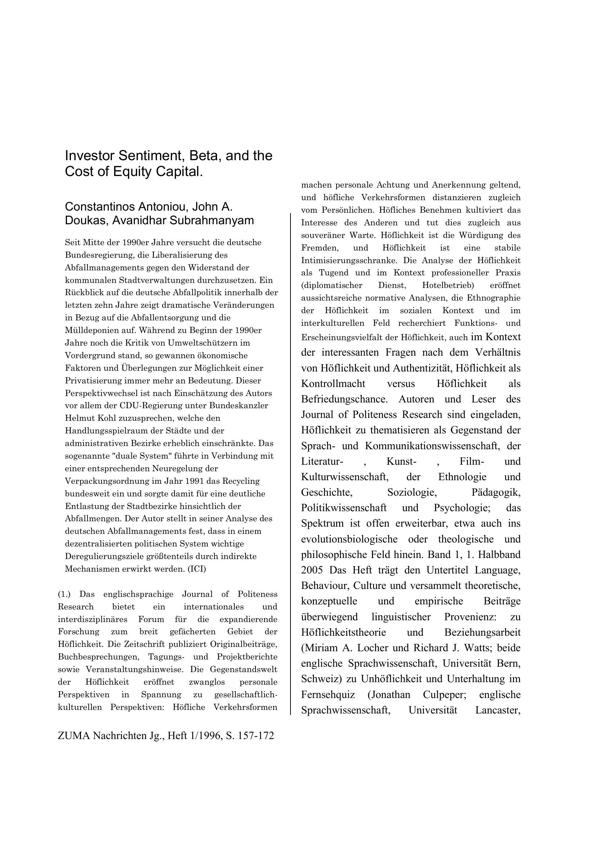 Investor Sentiment, Beta, and the
Cost of Equity Capital.
Constantinos Antoniou, John A.
Doukas, Avanidhar Subrahmanyam
Seit Mitte der 1990er Jahre versucht die deutsche
Bundesregierung, die Liberalisierung des
Abfallmanagements gegen den Widerstand der
kommunalen Stadtverwaltungen durchzusetzen. Ein
Rückblick auf die deutsche Abfallpolitik innerhalb der
letzten zehn Jahre zeigt dramatische Veränderungen
in Bezug auf die Abfallentsorgung und die
Mülldeponien auf. Während zu Beginn der 1990er
Jahre noch die Kritik von Umweltschützern im
Vordergrund stand, so gewannen ökonomische
Faktoren und Überlegungen zur Möglichkeit einer
Privatisierung immer mehr an Bedeutung. Dieser
Perspektivwechsel ist nach Einschätzung des Autors
vor allem der CDU-Regierung unter Bundeskanzler
Helmut Kohl zuzusprechen, welche den
Handlungsspielraum der Städte und der
administrativen Bezirke erheblich einschränkte. Das
sogenannte "duale System" führte in Verbindung mit
einer entsprechenden Neuregelung der
Verpackungsordnung im Jahr 1991 das Recycling
bundesweit ein und sorgte damit für eine deutliche
Entlastung der Stadtbezirke hinsichtlich der
Abfallmengen. Der Autor stellt in seiner Analyse des
deutschen Abfallmanagements fest, dass in einem
dezentralisierten politischen System wichtige
Deregulierungsziele größtenteils durch indirekte
Mechanismen erwirkt werden. (ICI)
(1.) Das englischsprachige Journal of Politeness
Research bietet ein internationales und
interdisziplinäres Forum für die expandierende
Forschung zum breit gefächerten Gebiet der
Höflichkeit. Die Zeitschrift publiziert Originalbeiträge,
Buchbesprechungen, Tagungs- und Projektberichte
sowie Veranstaltungshinweise. Die Gegenstandswelt
der Höflichkeit eröffnet zwanglos personale
Perspektiven in Spannung zu gesellschaftlich-
kulturellen Perspektiven: Höfliche Verkehrsformen
machen personale Achtung und Anerkennung geltend,
und höfliche Verkehrsformen distanzieren zugleich
vom Persönlichen. Höfliches Benehmen kultiviert das
Interesse des Anderen und tut dies zugleich aus
souveräner Warte. Höflichkeit ist die Würdigung des
Fremden, und Höflichkeit ist eine stabile
Intimisierungsschranke. Die Analyse der Höflichkeit
als Tugend und im Kontext professioneller Praxis
(diplomatischer Dienst, Hotelbetrieb) eröffnet
aussichtsreiche normative Analysen, die Ethnographie
der Höflichkeit im sozialen Kontext und im
interkulturellen Feld recherchiert Funktions- und
Erscheinungsvielfalt der Höflichkeit, auch im Kontext
der interessanten Fragen nach dem Verhältnis
von Höflichkeit und Authentizität, Höflichkeit als
Kontrollmacht versus Höflichkeit als
Befriedungschance. Autoren und Leser des
Journal of Politeness Research sind eingeladen,
Höflichkeit zu thematisieren als Gegenstand der
Sprach- und Kommunikationswissenschaft, der
Literatur- , Kunst- , Film- und
Kulturwissenschaft, der Ethnologie und
Geschichte, Soziologie, Pädagogik,
Politikwissenschaft und Psychologie; das
Spektrum ist offen erweiterbar, etwa auch ins
evolutionsbiologische oder theologische und
philosophische Feld hinein. Band 1, 1. Halbband
2005 Das Heft trägt den Untertitel Language,
Behaviour, Culture und versammelt theoretische,
konzeptuelle und empirische Beiträge
überwiegend linguistischer Provenienz: zu
Höflichkeitstheorie und Beziehungsarbeit
(Miriam A. Locher und Richard J. Watts; beide
englische Sprachwissenschaft, Universität Bern,
Schweiz) zu Unhöflichkeit und Unterhaltung im
Fernsehquiz (Jonathan Culpeper; englische
Sprachwissenschaft, Universität Lancaster,
ZUMA Nachrichten Jg., Heft 1/1996, S. 157-172